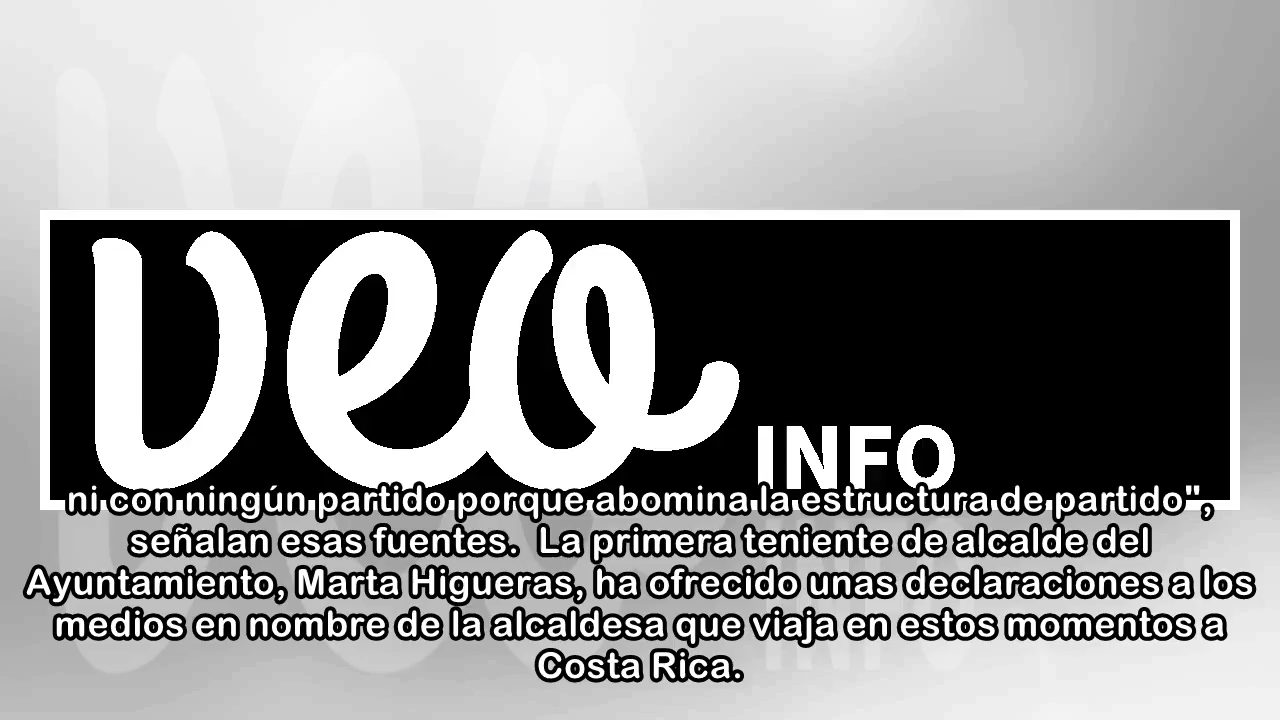 veo
INFO
ni con ningún partido porque abomina la estructura de partido",
señalan esas fuentes.  La primera teniente de alcalde del
Ayuntamiento, Marta Higueras, ha ofrecido unas declaraciones a los
medios en nombre de la alcaldesa que viaja en estos momentos a
Costa Rica.